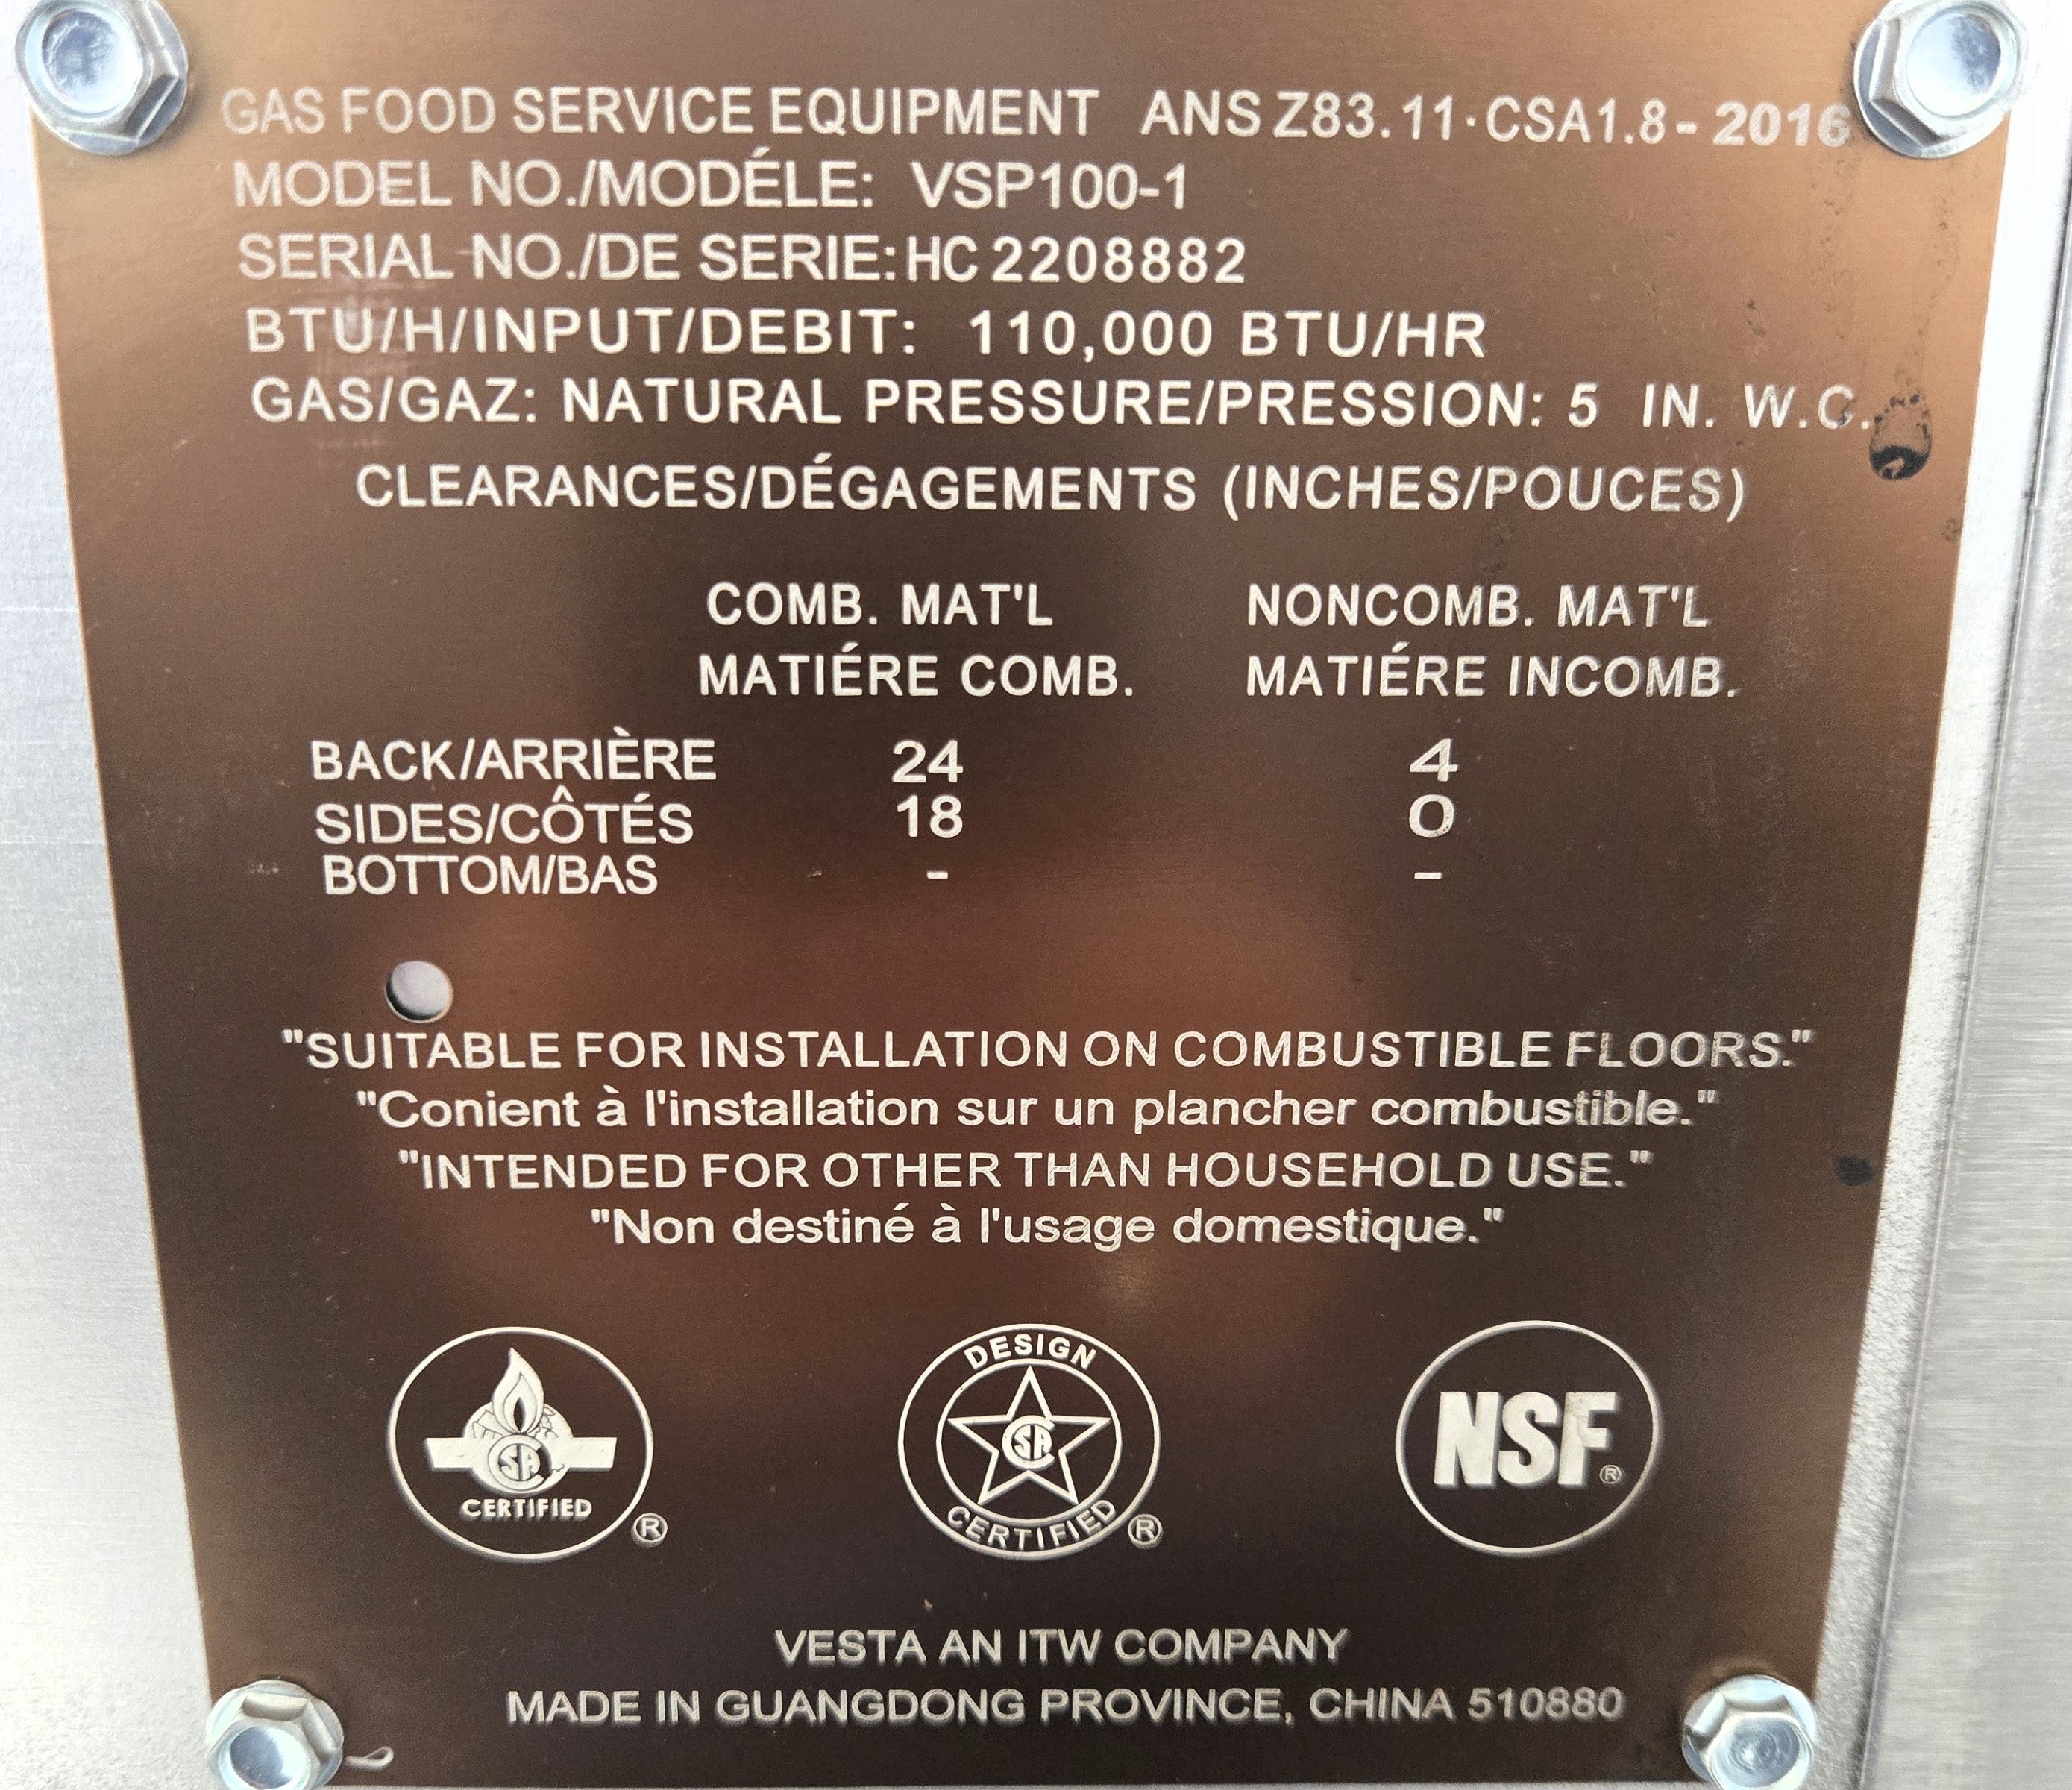 GAS FOOD SERVICE EQUIPMENT ANS Z83.11·CSA1.8- 2016
MODEL NO./MODÉLE: VSP100-1
SERIAL NO./DE SERIE: HC 2208882
BTU/H/INPUT/DEBIT: 110,000 BTU/HR
GAS/GAZ: NATURAL PRESSURE/PRESSION: 5 IN. W.C.
CLEARANCES/DÉGAGEMENTS (INCHES/POUCES)
COMB. MAT'L NONCOMB. MAT'L
MATIÉRE COMB. MATIÉRE INCOMB.
BACK/ARRIÈRE 24 4
SIDES/CÔTÉS 18 0
BOTTOM/BAS - -
"SUITABLE FOR INSTALLATION ON COMBUSTIBLE FLOORS."
"Conient à l'installation sur un plancher combustible."
"INTENDED FOR OTHER THAN HOUSEHOLD USE."
"Non destiné à l'usage domestique."
CSA CERTIFIED ®
DESIGN CSA CERTIFIED ®
NSF®
VESTA AN ITW COMPANY
MADE IN GUANGDONG PROVINCE, CHINA 510880